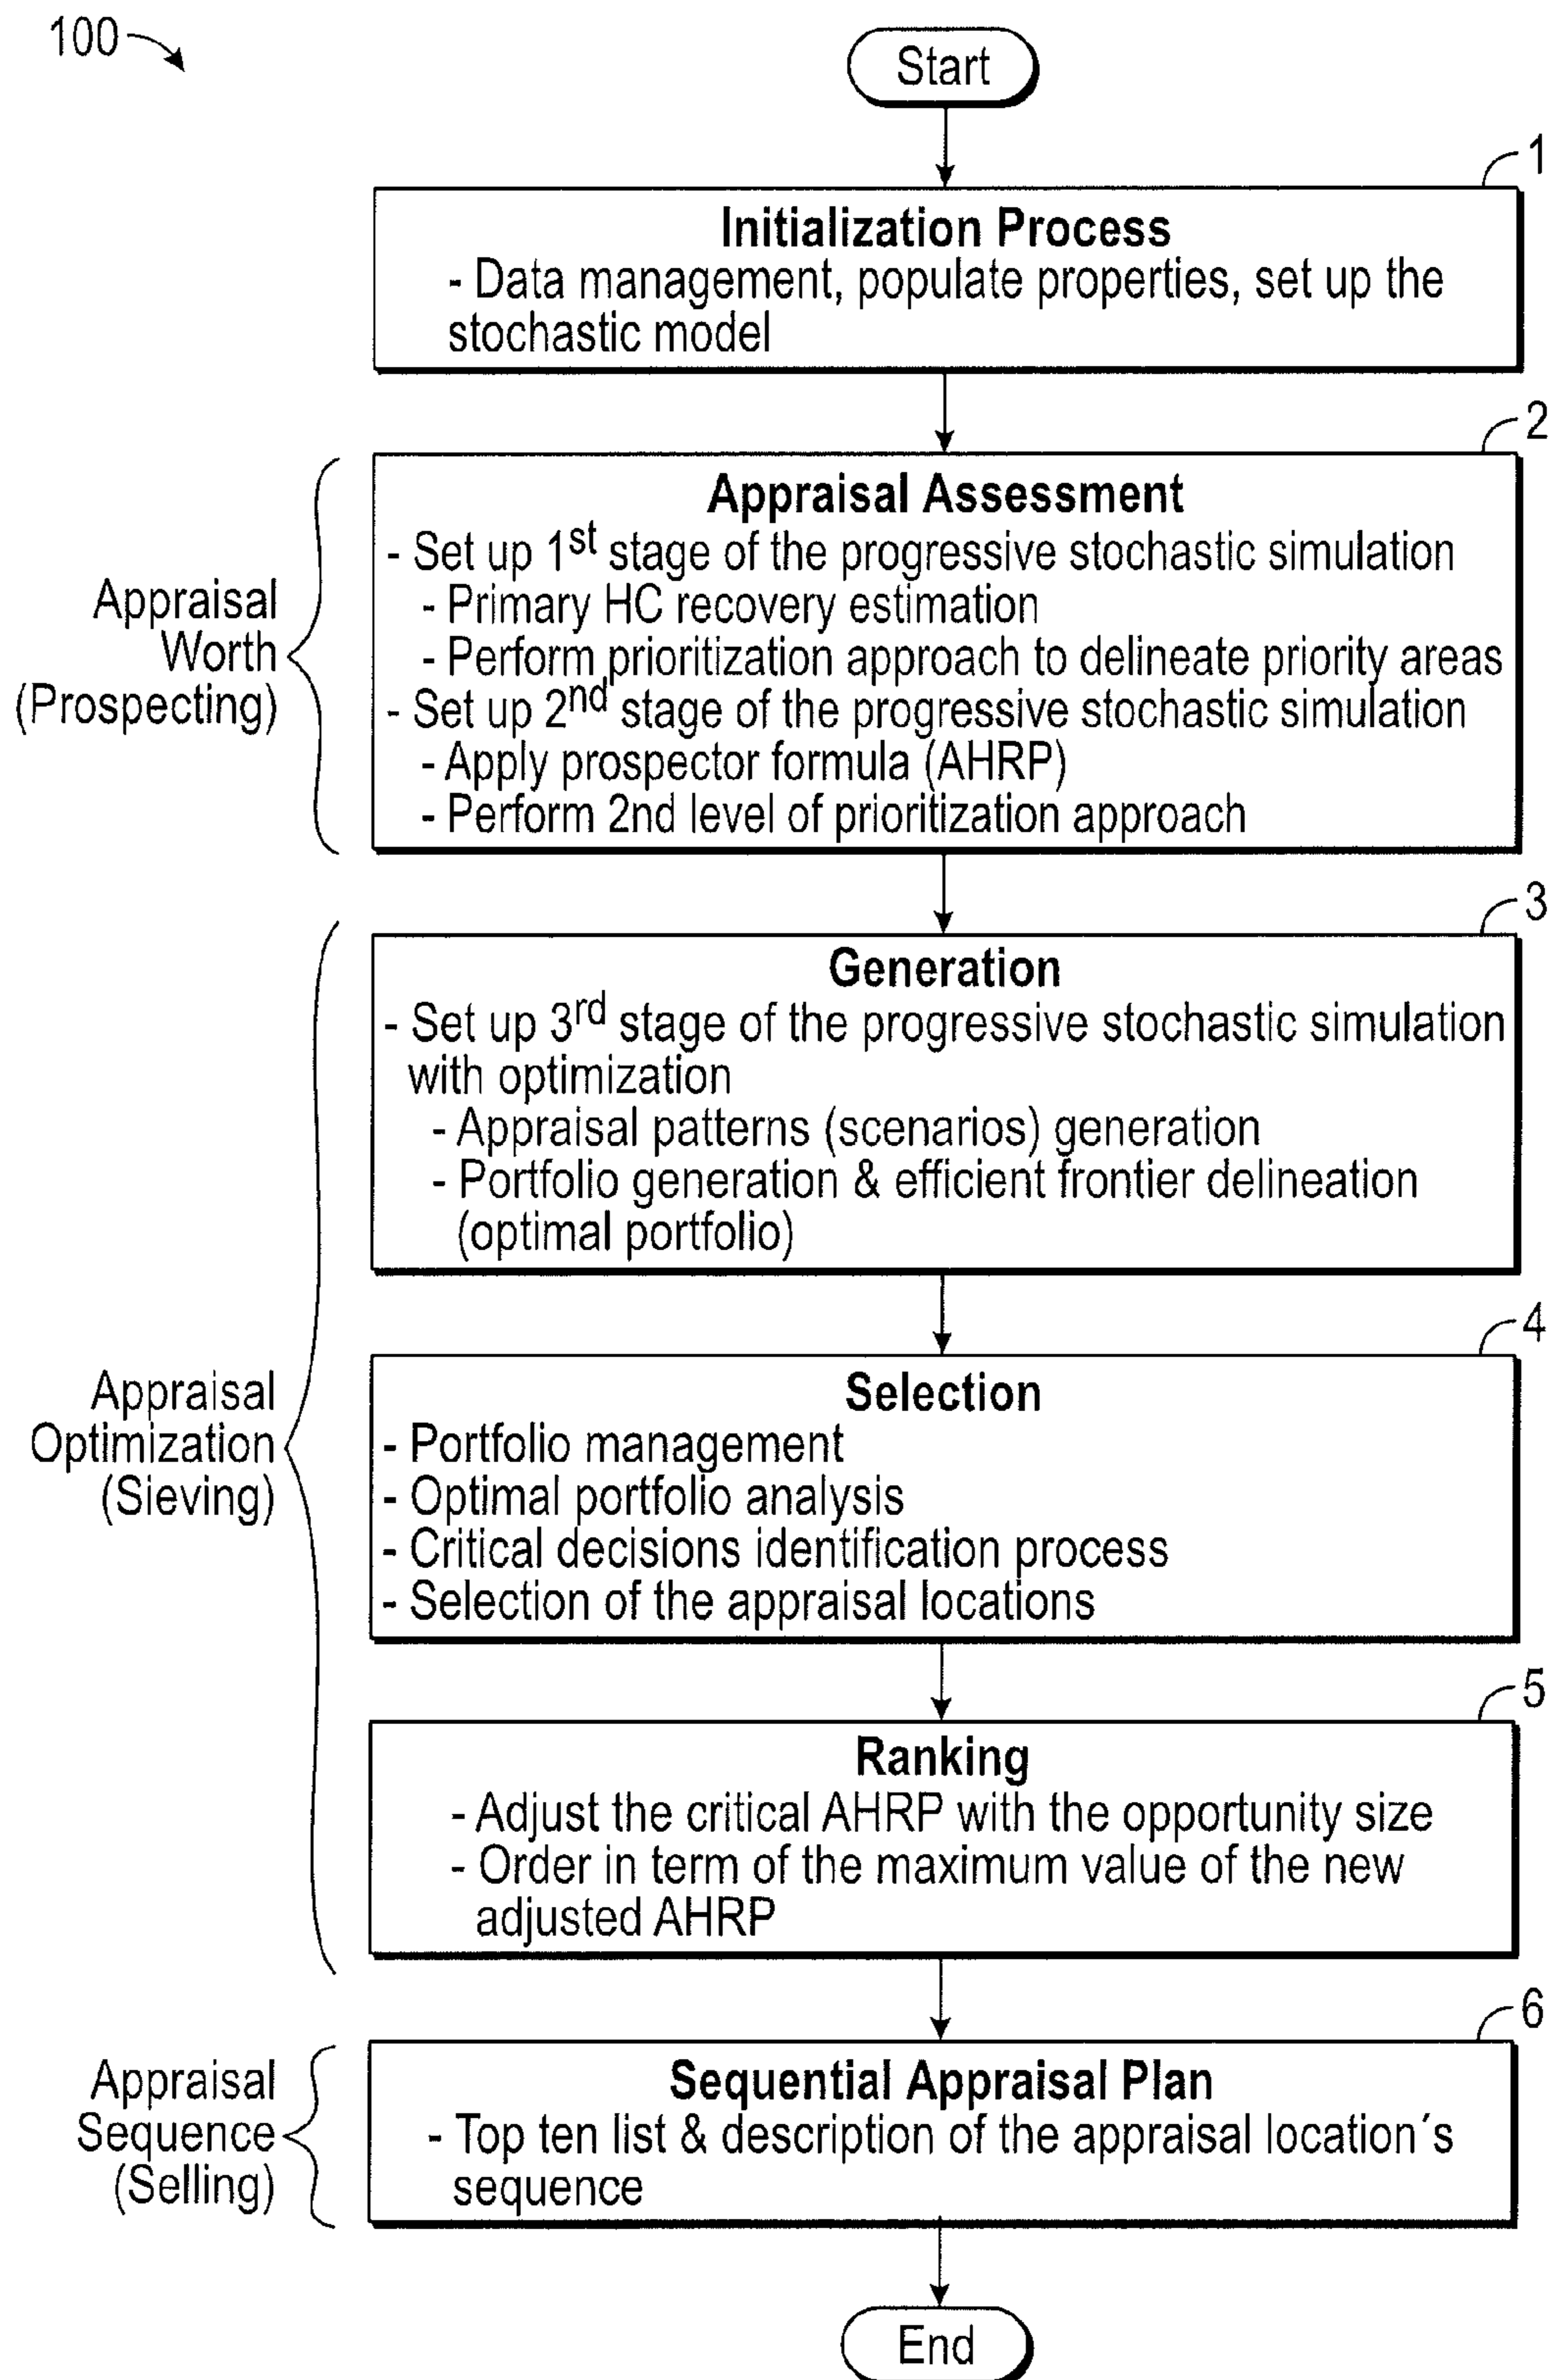 100
Start
1
Initialization Process
- Data management, populate properties, set up the
stochastic model
2
Appraisal
Worth
(Prospecting)
Appraisal Assessment
- Set up 1st stage of the progressive stochastic simulation
- Primary HC recovery estimation
- Perform prioritization approach to delineate priority areas
- Set up 2nd stage of the progressive stochastic simulation
- Apply prospector formula (AHRP)
- Perform 2nd level of prioritization approach
Appraisal
Optimization
(Sieving)
3
Generation
- Set up 3rd stage of the progressive stochastic simulation
with optimization
- Appraisal patterns (scenarios) generation
- Portfolio generation & efficient frontier delineation
(optimal portfolio)
4
Selection
- Portfolio management
- Optimal portfolio analysis
- Critical decisions identification process
- Selection of the appraisal locations
5
Ranking
- Adjust the critical AHRP with the opportunity size
- Order in term of the maximum value of the new
adjusted AHRP
Appraisal
Sequence
(Selling)
6
Sequential Appraisal Plan
- Top ten list & description of the appraisal location´s
sequence
End